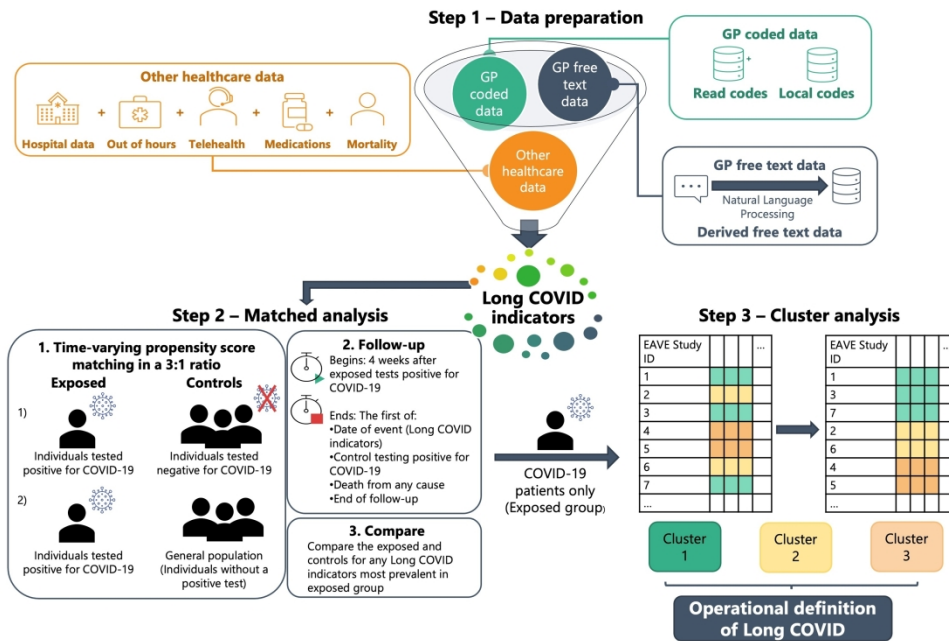 Step 1 – Data preparation
Other healthcare data
Hospital data
+
Out of hours
+
Telehealth
+
Medications
+
Mortality
GP
coded
data
GP free
text
data
Other
healthcare
data
GP coded data
+
Read codes
Local codes
GP free text data
Natural Language
Processing
Derived free text data
Long COVID
indicators
Step 2 – Matched analysis
1. Time-varying propensity score
matching in a 3:1 ratio
Exposed
Controls
1)
Individuals tested
positive for COVID-19
Individuals tested
negative for COVID-19
2)
Individuals tested
positive for COVID-19
General population
(Individuals without a
positive test)
2. Follow-up
Begins: 4 weeks after
exposed tests positive for
COVID-19
Ends: The first of:
•Date of event (Long COVID
indicators)
•Control testing positive for
COVID-19
•Death from any cause
•End of follow-up
3. Compare
Compare the exposed and
controls for any Long COVID
indicators most prevalent in
exposed group
COVID-19
patients only
(Exposed group)
Step 3 – Cluster analysis
EAVE Study
ID
...
1
2
3
4
5
6
7
...
EAVE Study
ID
...
1
3
7
2
6
4
5
...
Cluster
1
Cluster
2
Cluster
3
Operational definition
of Long COVID